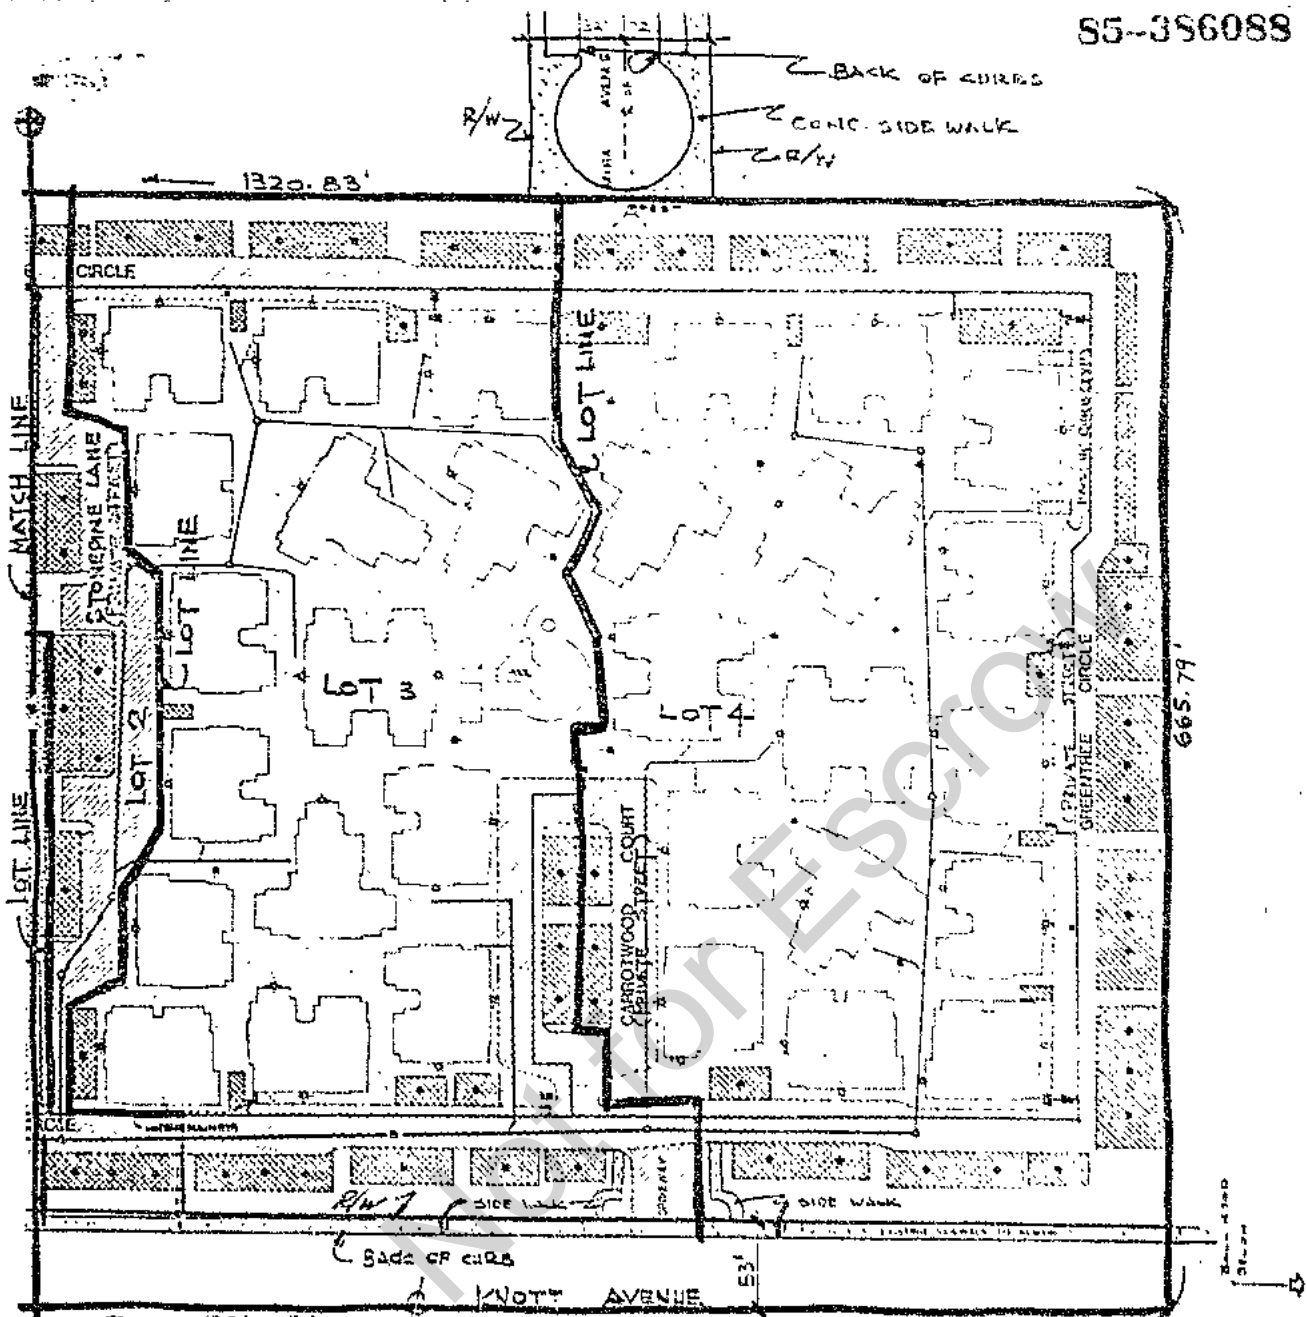 85-386088
BACK OF CURBS
R/W
CONC. SIDE WALK
R/W
1320.83'
CIRCLE
LOT LINE
MATCH LINE
STONEPINE LANE
(PRIVATE STREET)
LOT LINE
LOT 3
LOT 4
LOT 2
(PRIVATE STREET)
GREENTREE CIRCLE
665.79'
LOT LINE
CARROTWOOD COURT
(PRIVATE STREET)
R/W
SIDE WALK
SIDE WALK
BACK OF CURB
53'
KNOTT AVENUE
Not for Escrow